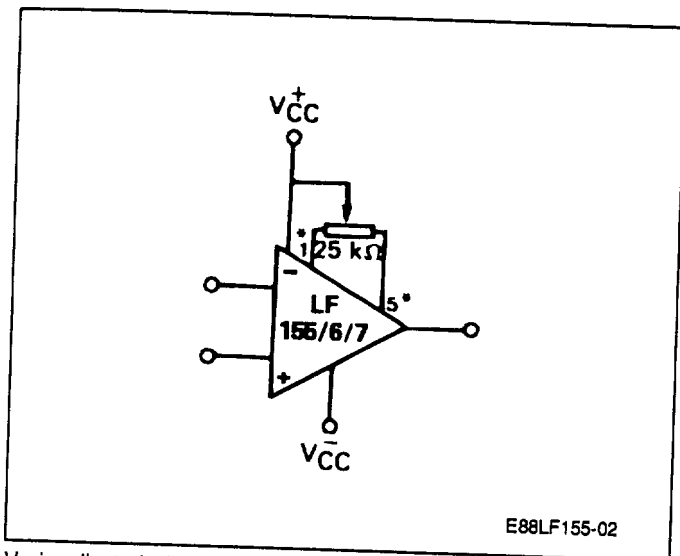 V+CC
* 1 25 kΩ
−
LF
155/6/7
5*
+
V−CC
E88LF155-02